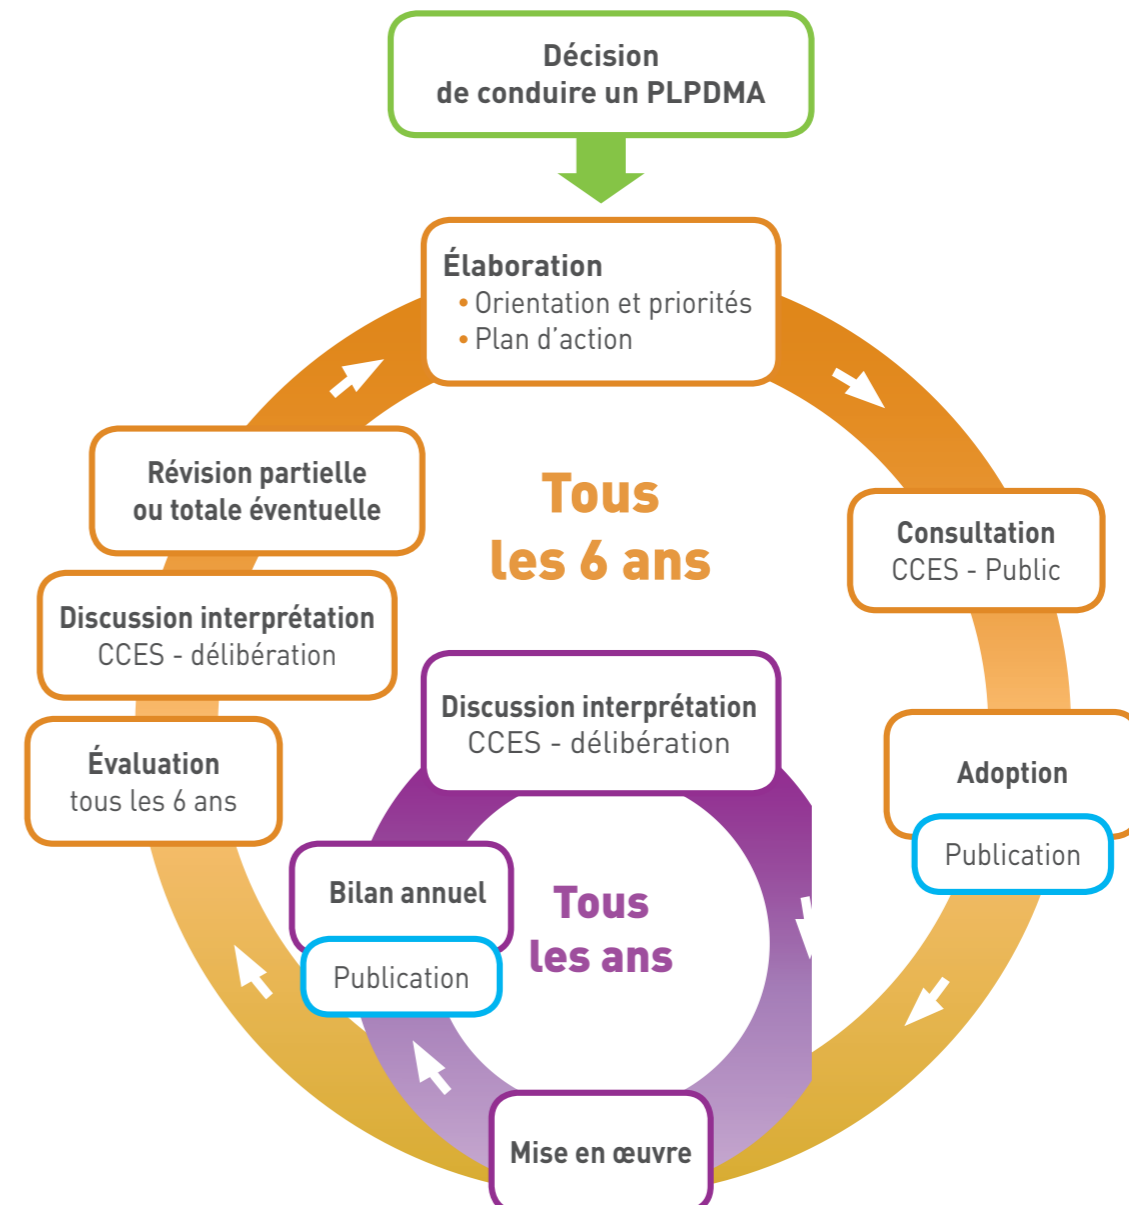 Décision
de conduire un PLPDMA
Élaboration
• Orientation et priorités
• Plan d’action
Révision partielle
ou totale éventuelle
Tous
les 6 ans
Consultation
CCES - Public
Discussion interprétation
CCES - délibération
Discussion interprétation
CCES - délibération
Évaluation
tous les 6 ans
Adoption
Publication
Bilan annuel
Publication
Tous
les ans
Mise en œuvre